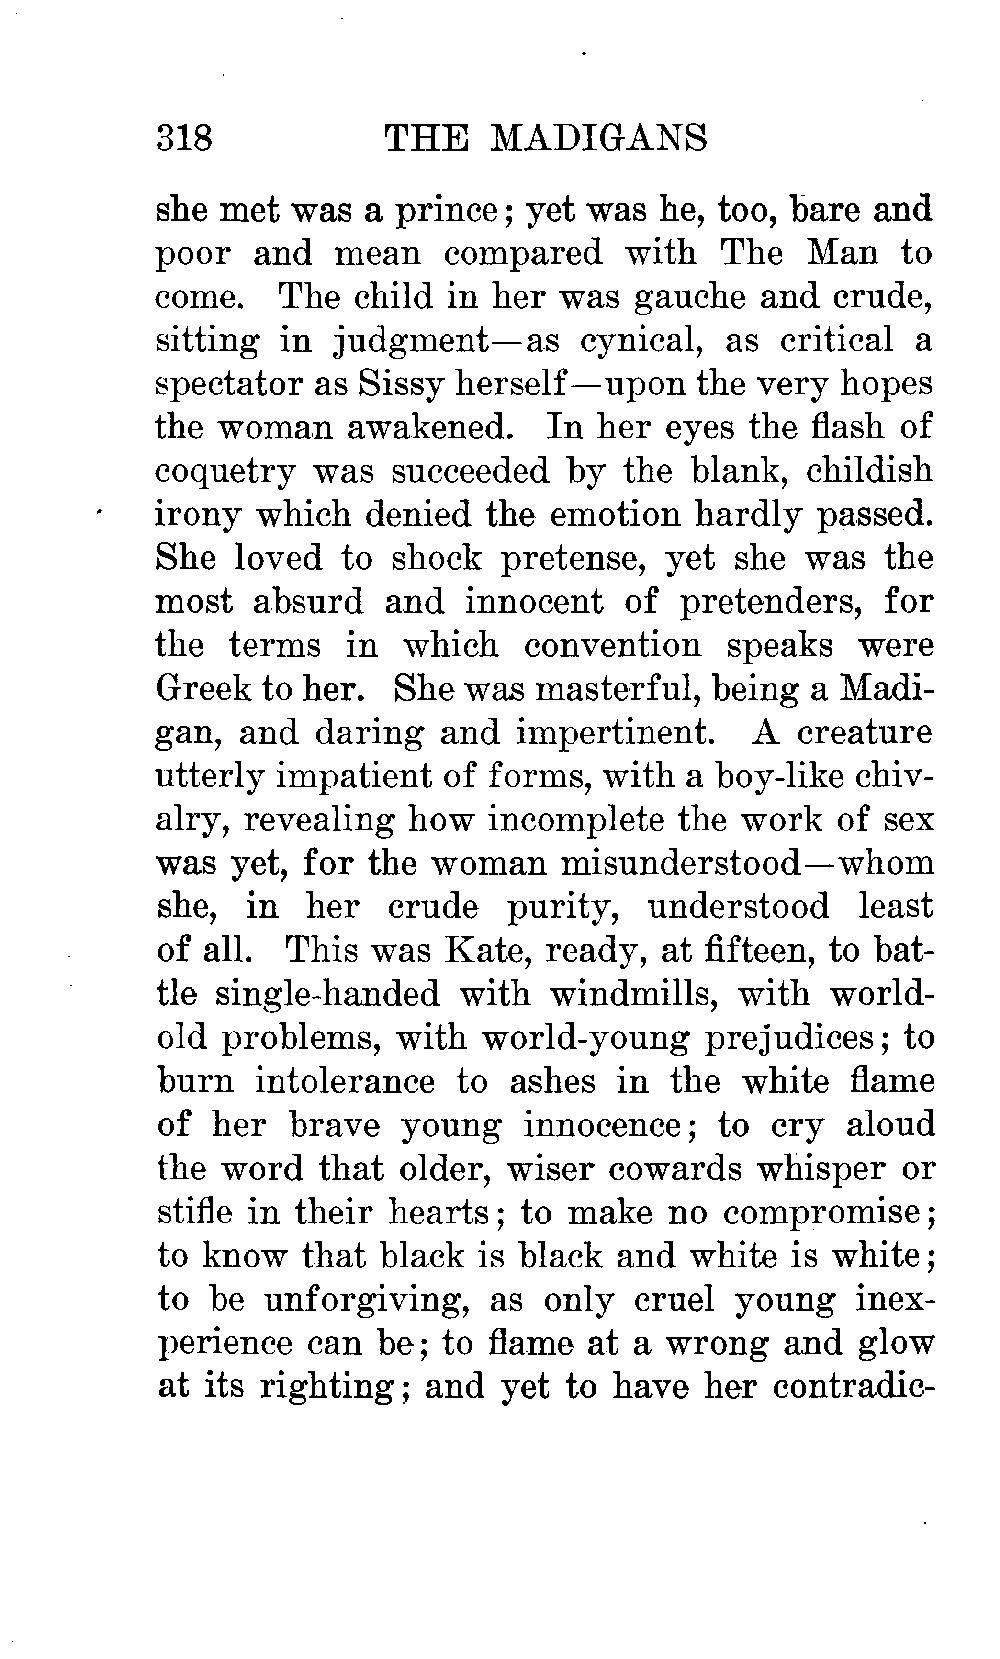 318 THE MADIGANS
she met was a prince; yet was he, too, bare and
poor and mean compared with The Man to
come. The child in her was gauche and crude,
sitting in judgment—as cynical, as critical a
spectator as Sissy herself—upon the very hopes
the woman awakened. In her eyes the flash of
coquetry was succeeded by the blank, childish
irony which denied the emotion hardly passed.
She loved to shock pretense, yet she was the
most absurd and innocent of pretenders, for
the terms in which convention speaks were
Greek to her. She was masterful, being a Madi-
gan, and daring and impertinent. A creature
utterly impatient of forms, with a boy-like chiv-
alry, revealing how incomplete the work of sex
was yet, for the woman misunderstood—whom
she, in her crude purity, understood least
of all. This was Kate, ready, at fifteen, to bat-
tle single-handed with windmills, with world-
old problems, with world-young prejudices; to
burn intolerance to ashes in the white flame
of her brave young innocence; to cry aloud
the word that older, wiser cowards whisper or
stifle in their hearts; to make no compromise;
to know that black is black and white is white;
to be unforgiving, as only cruel young inex-
perience can be; to flame at a wrong and glow
at its righting; and yet to have her contradic-